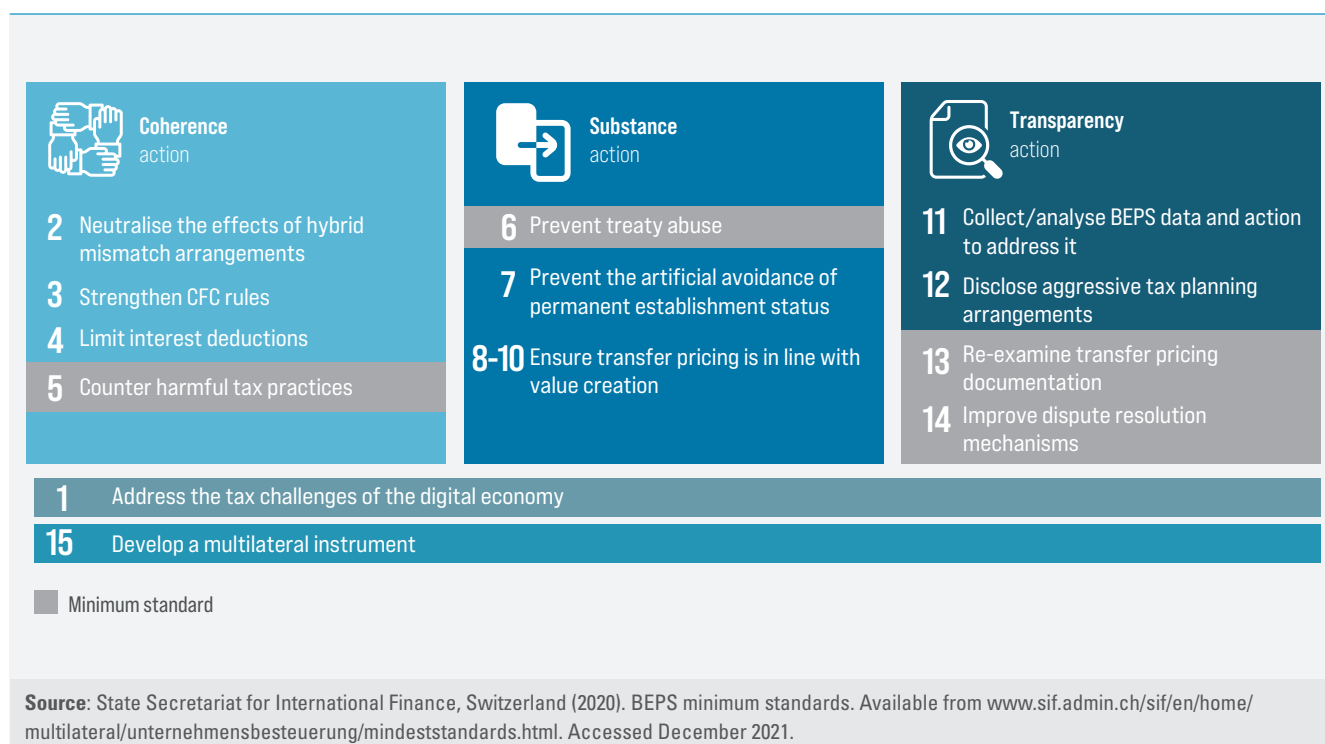 Coherence
action
2 Neutralise the effects of hybrid
mismatch arrangements
3 Strengthen CFC rules
4 Limit interest deductions
5 Counter harmful tax practices
Substance
action
6 Prevent treaty abuse
7 Prevent the artificial avoidance of
permanent establishment status
8-10 Ensure transfer pricing is in line with
value creation
Transparency
action
11 Collect/analyse BEPS data and action
to address it
12 Disclose aggressive tax planning
arrangements
13 Re-examine transfer pricing
documentation
14 Improve dispute resolution
mechanisms
1 Address the tax challenges of the digital economy
15 Develop a multilateral instrument
Minimum standard
Source: State Secretariat for International Finance, Switzerland (2020). BEPS minimum standards. Available from www.sif.admin.ch/sif/en/home/
multilateral/unternehmensbesteuerung/mindeststandards.html. Accessed December 2021.